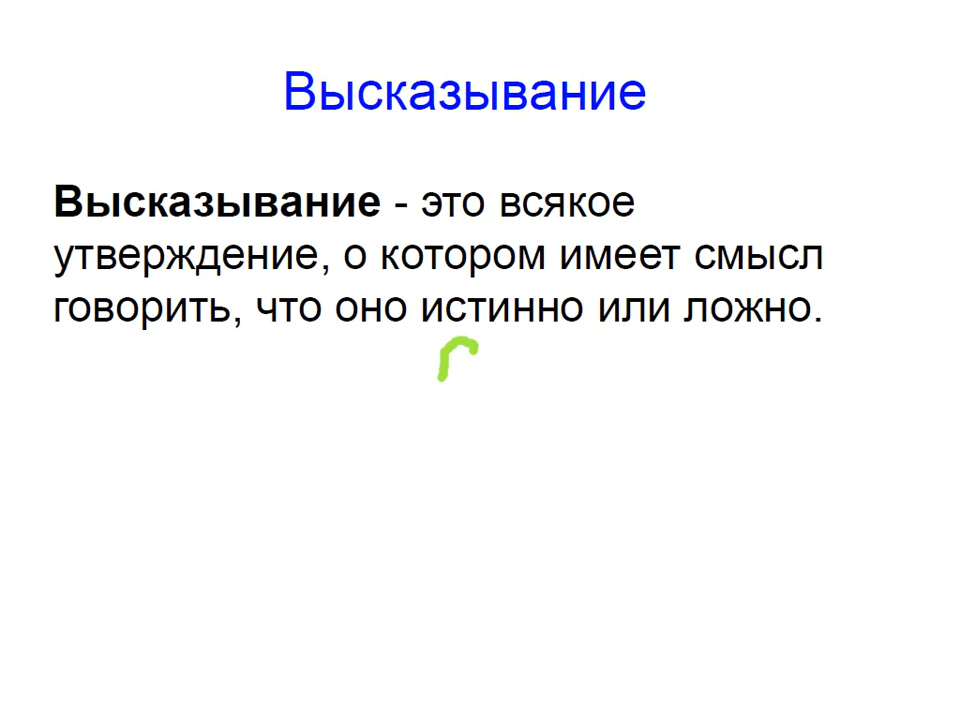 Высказывание
Высказывание - это всякое
утверждение, о котором имеет смысл
говорить, что оно истинно или ложно.